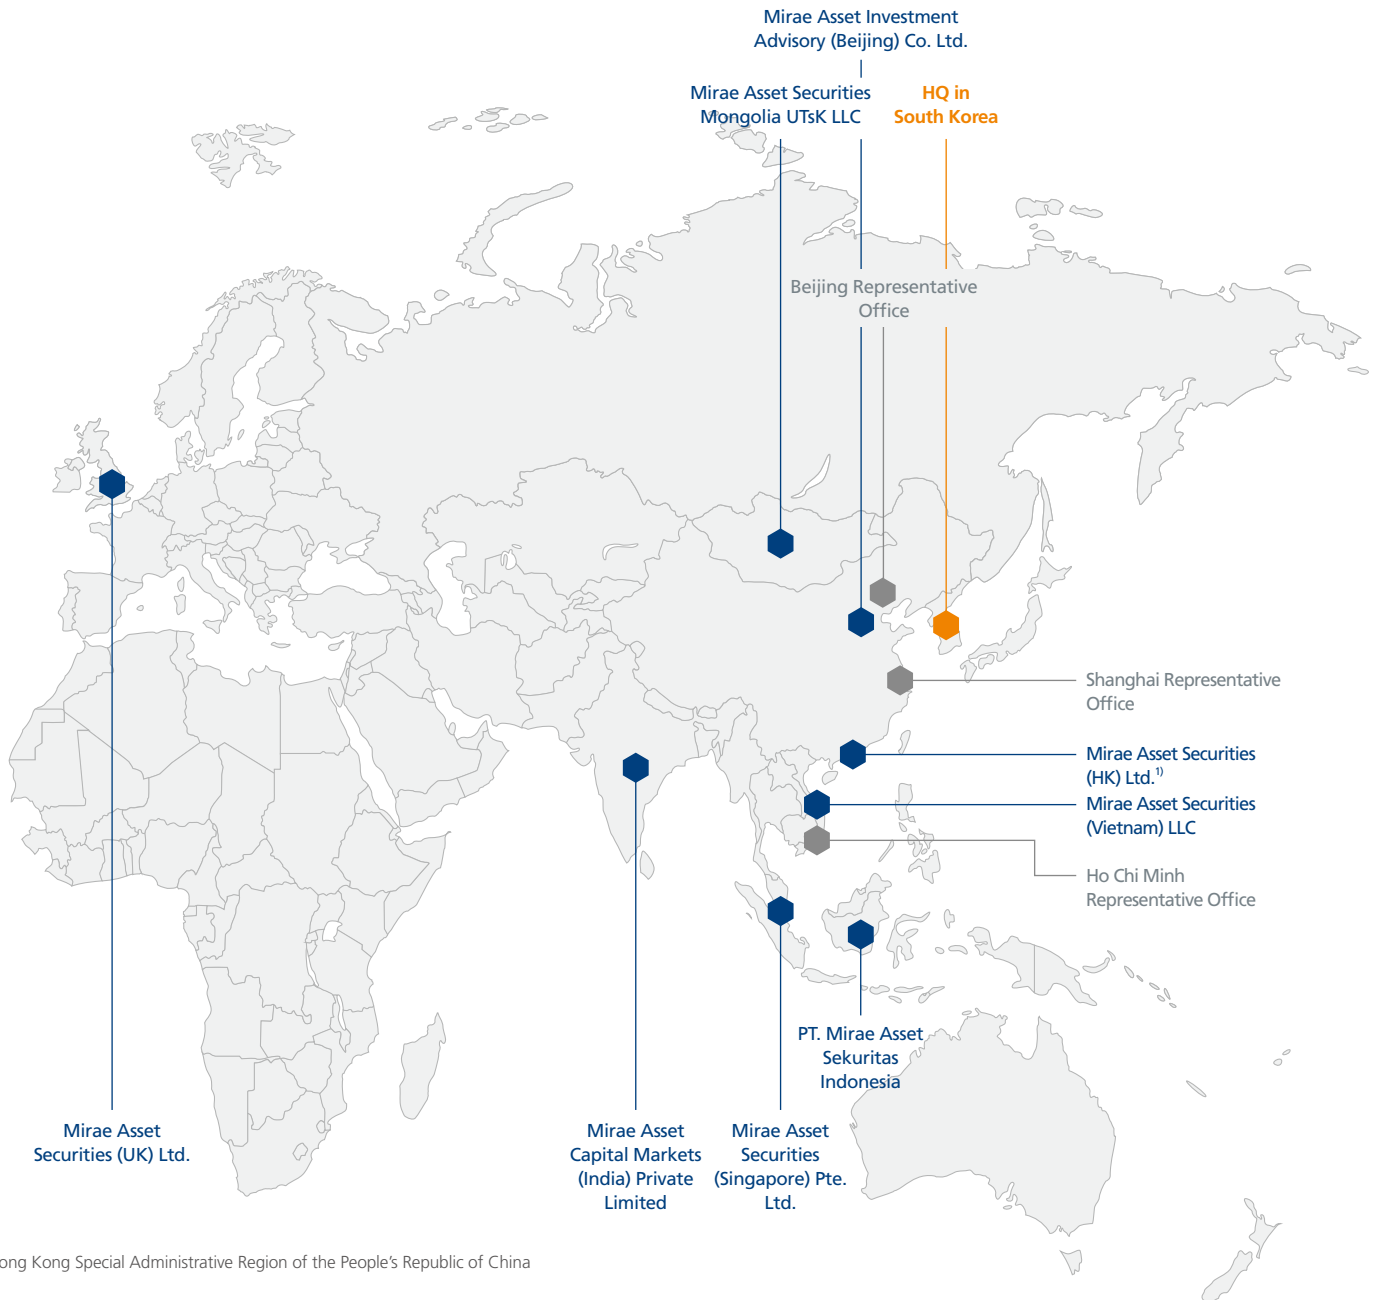 Mirae Asset Investment
Advisory (Beijing) Co. Ltd.
Mirae Asset Securities
Mongolia UTsK LLC
HQ in
South Korea
Beijing Representative
Office
Shanghai Representative
Office
Mirae Asset Securities
(HK) Ltd.1)
Mirae Asset Securities
(Vietnam) LLC
Ho Chi Minh
Representative Office
PT. Mirae Asset
Sekuritas
Indonesia
Mirae Asset
Securities (UK) Ltd.
Mirae Asset
Capital Markets
(India) Private
Limited
Mirae Asset
Securities
(Singapore) Pte.
Ltd.
ong Kong Special Administrative Region of the People’s Republic of China